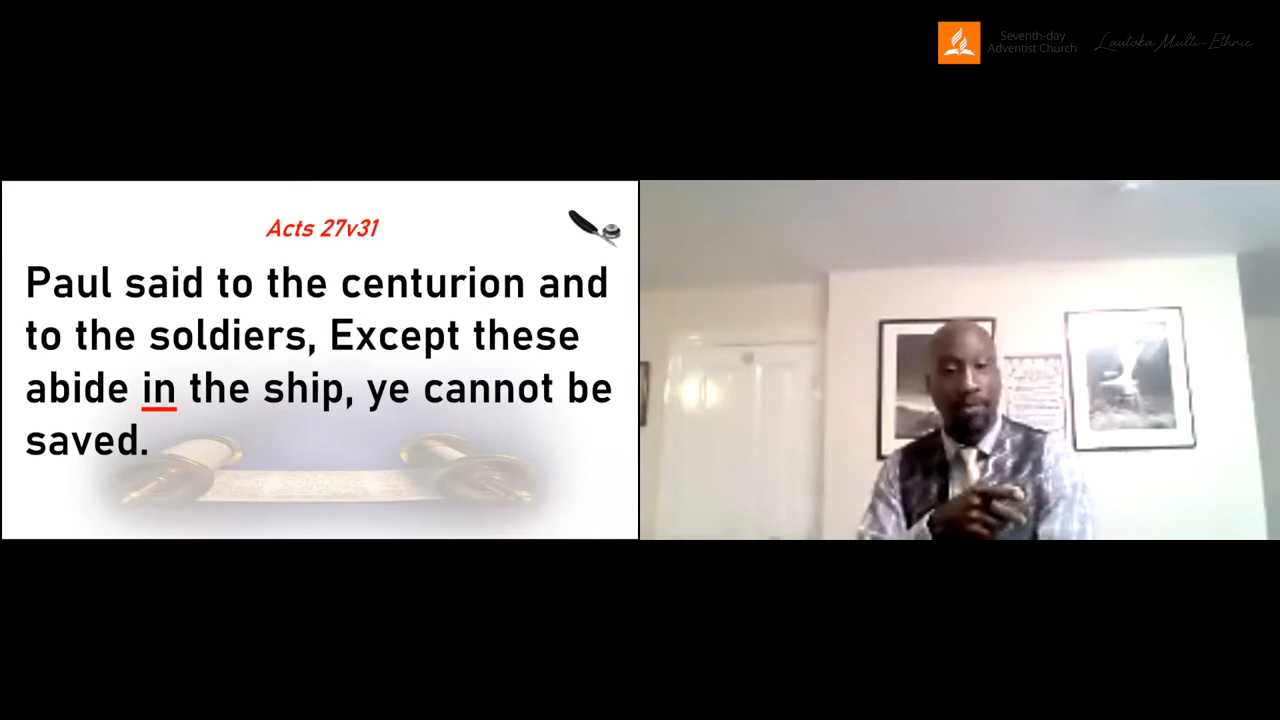 Seventh-day
Adventist Church
Lautoka Multi-Ethnic
Acts 27v31
Paul said to the centurion and
to the soldiers, Except these
abide in the ship, ye cannot be
saved.